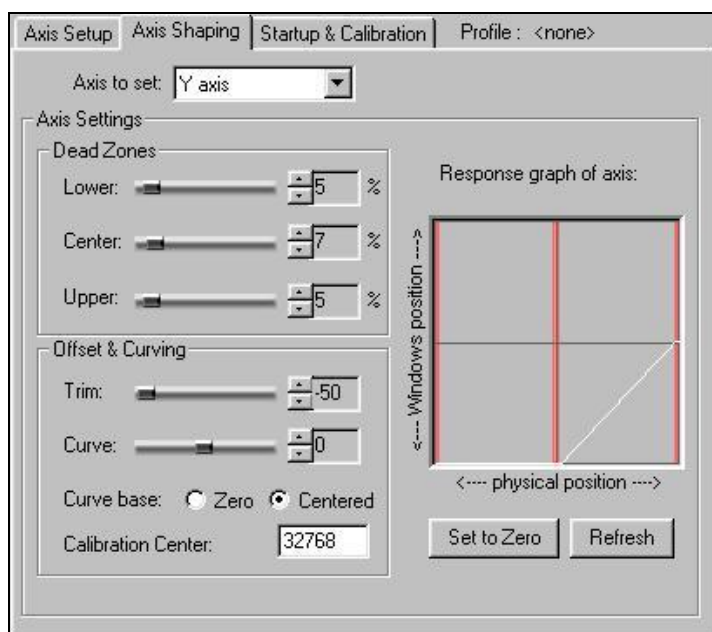 Axis Setup Axis Shaping Startup & Calibration Profile : <none>
Axis to set: Y axis
Axis Settings
Dead Zones
Lower: 5 %
Center: 7 %
Upper: 5 %
Offset & Curving
Trim: -50
Curve: 0
Curve base: Zero Centered
Calibration Center: 32768
Response graph of axis:
<--- Windows position --->
<---- physical position ---->
Set to Zero Refresh